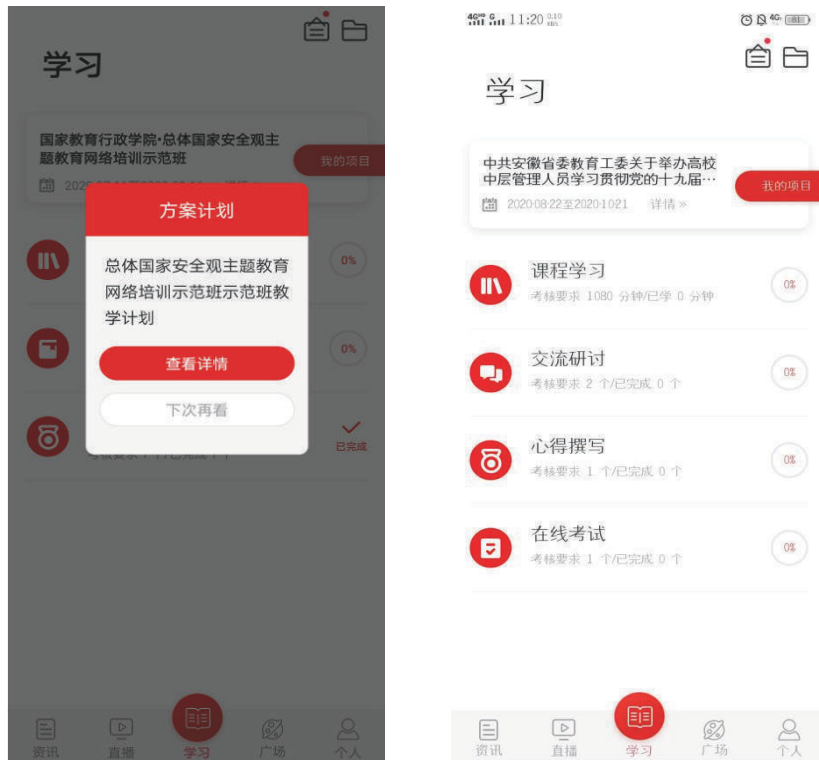 学习
国家教育行政学院·总体国家安全观主
题教育网络培训示范班
我的项目
方案计划
总体国家安全观主题教育
网络培训示范班示范班教
学计划
查看详情
下次再看
0%
0%
已完成
资讯
直播
学习
广场
个人
11:20
学习
中共安徽省委教育工委关于举办高校
中层管理人员学习贯彻党的十九届…
我的项目
2020-08-22至2020-10-21 详情 »
课程学习
考核要求 1080 分钟/已学 0 分钟
0%
交流研讨
考核要求 2 个/已完成 0 个
0%
心得撰写
考核要求 1 个/已完成 0 个
0%
在线考试
考核要求 1 个/已完成 0 个
0%
资讯
直播
学习
广场
个人